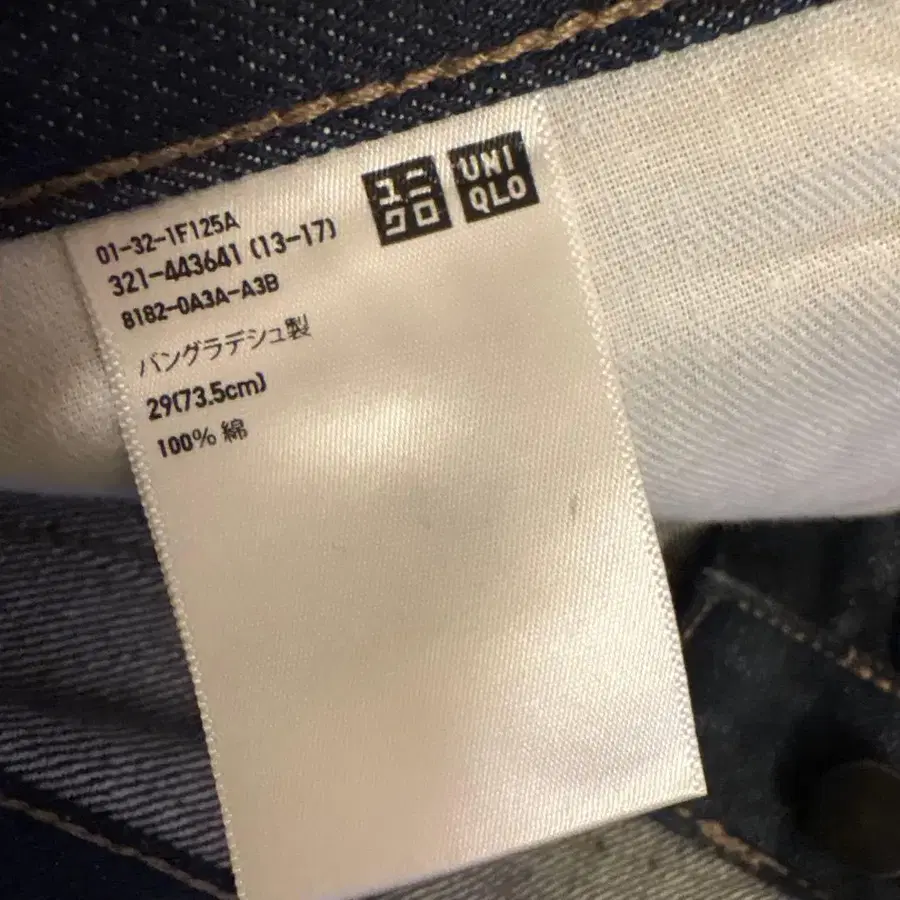 ユニ
クロ
UNI
QLO
01-32-1F125A
321-443641 (13-17)
8182-0A3A-A3B
バングラデシュ製
29(73.5cm)
100% 綿